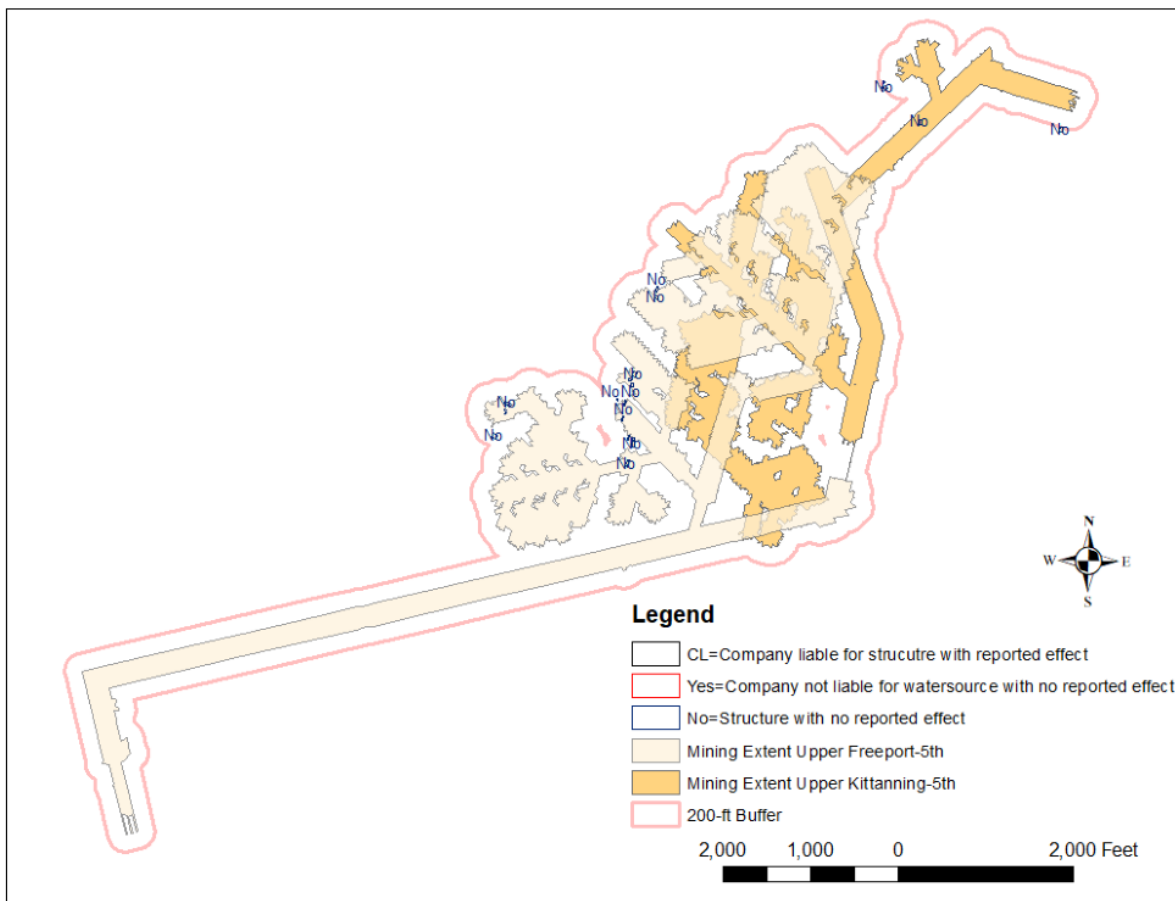 No
No
No
No
No
No
No No
No
No
No
No
No
N
W E
S
Legend
CL=Company liable for strucutre with reported effect
Yes=Company not liable for watersource with no reported effect
No=Structure with no reported effect
Mining Extent Upper Freeport-5th
Mining Extent Upper Kittanning-5th
200-ft Buffer
2,000 1,000 0 2,000 Feet